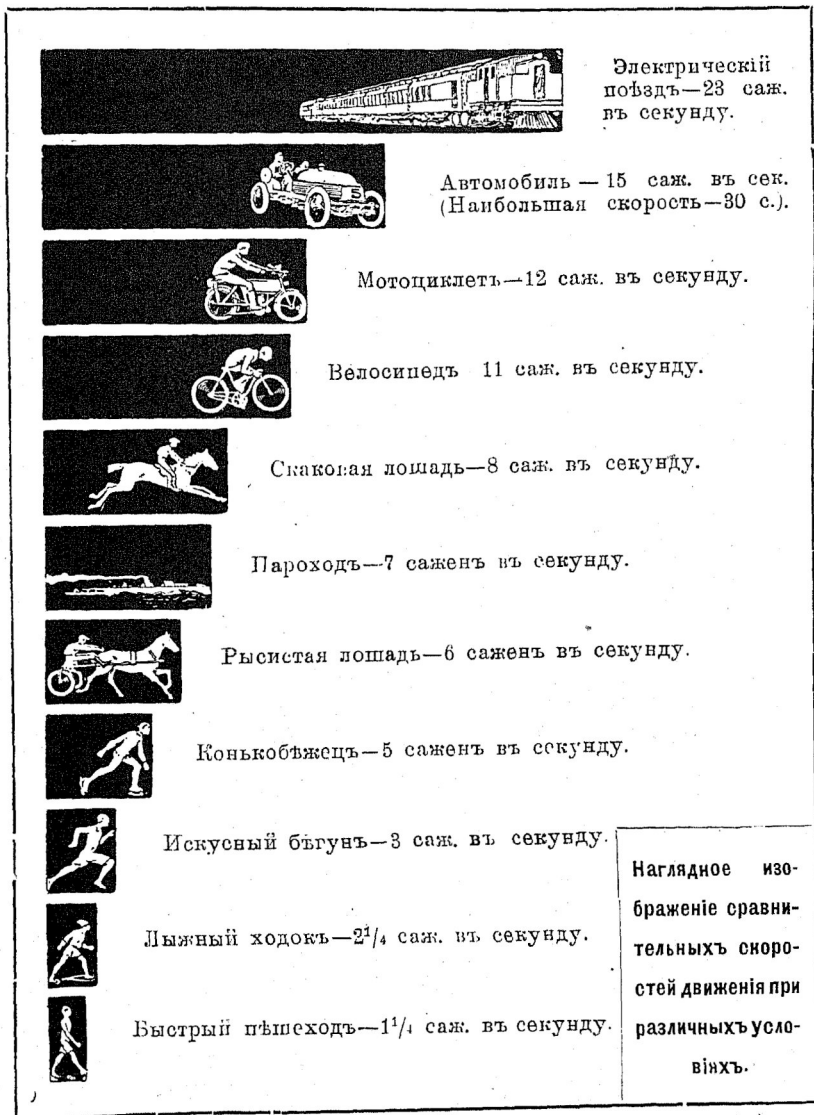 Электрическій
поѣздъ—23 саж.
въ секунду.
Автомобиль — 15 саж. въ сек.
(Наибольшая скорость—30 с.).
Мотоциклетъ—12 саж. въ секунду.
Велосипедъ 11 саж. въ секунду.
Скаковая лошадь—8 саж. въ секунду.
Пароходъ—7 саженъ въ секунду.
Рысистая лошадь—6 саженъ въ секунду.
Конькобѣжецъ—5 саженъ въ секунду.
Искусный бѣгунъ—3 саж. въ секунду.
Лыжный ходокъ—2¹/₄ саж. въ секунду.
Быстрый пѣшеходъ—1¹/₄ саж. въ секунду.
Наглядное изо-
браженіе сравни-
тельныхъ скоро-
стей движенія при
различныхъ усло-
віяхъ.